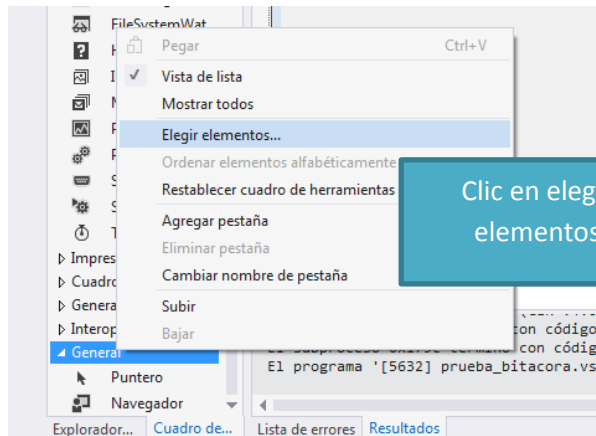 FileSystemWat
Pegar Ctrl+V
Vista de lista
Mostrar todos
Elegir elementos...
Ordenar elementos alfabéticamente
Restablecer cuadro de herramientas
Agregar pestaña
Eliminar pestaña
Cambiar nombre de pestaña
Subir
Bajar
Clic en eleg
elementos
Impres
Cuadro
Genera
Interop
General
Puntero
Navegador
con código
El subproceso 0x1f9c terminó con códig
El programa '[5632] prueba_bitacora.vs
Explorador... Cuadro de... Lista de errores Resultados